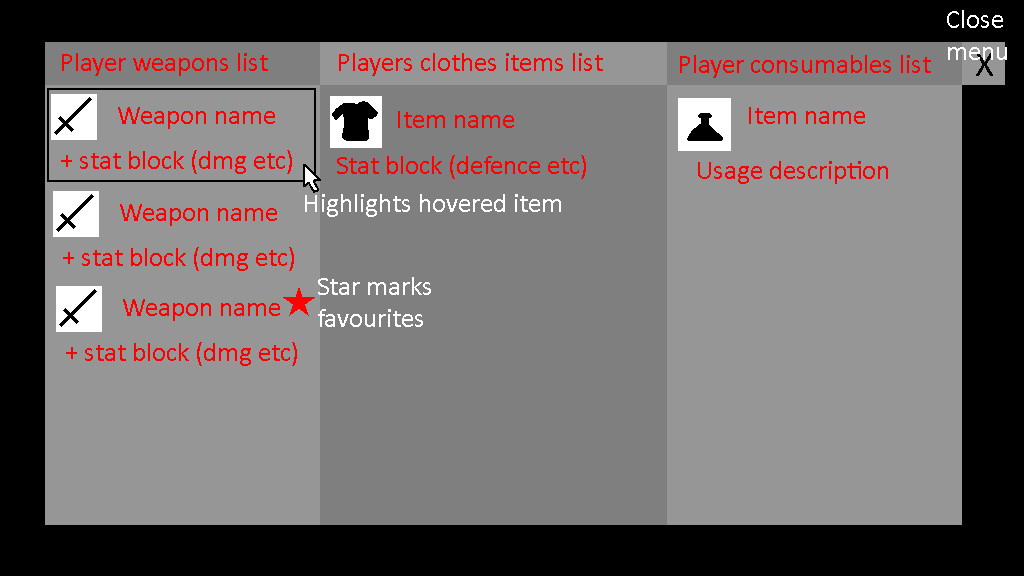 Close
menu
X
Player weapons list
Players clothes items list
Player consumables list
Weapon name
+ stat block (dmg etc)
Item name
Stat block (defence etc)
Item name
Usage description
Highlights hovered item
Weapon name
+ stat block (dmg etc)
Star marks
favourites
Weapon name
+ stat block (dmg etc)